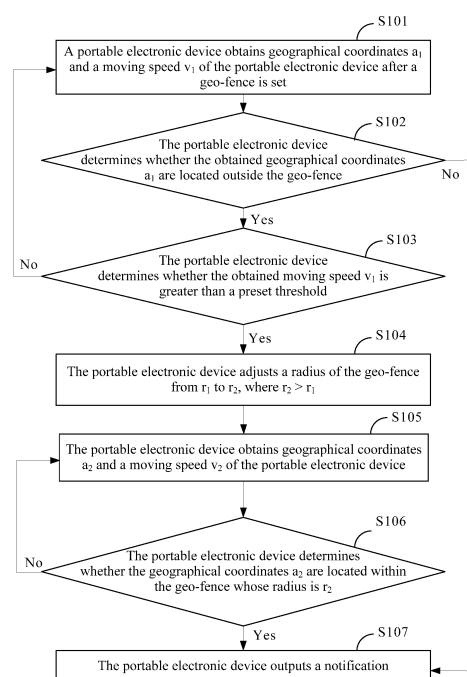 S101
A portable electronic device obtains geographical coordinates a₁
and a moving speed v₁ of the portable electronic device after a
geo-fence is set
S102
The portable electronic device
determines whether the obtained geographical coordinates
a₁ are located outside the geo-fence
No
Yes
S103
The portable electronic device
determines whether the obtained moving speed v₁ is
greater than a preset threshold
No
Yes
S104
The portable electronic device adjusts a radius of the geo-fence
from r₁ to r₂, where r₂ > r₁
S105
The portable electronic device obtains geographical coordinates
a₂ and a moving speed v₂ of the portable electronic device
S106
The portable electronic device determines
whether the geographical coordinates a₂ are located within
the geo-fence whose radius is r₂
No
Yes
S107
The portable electronic device outputs a notification